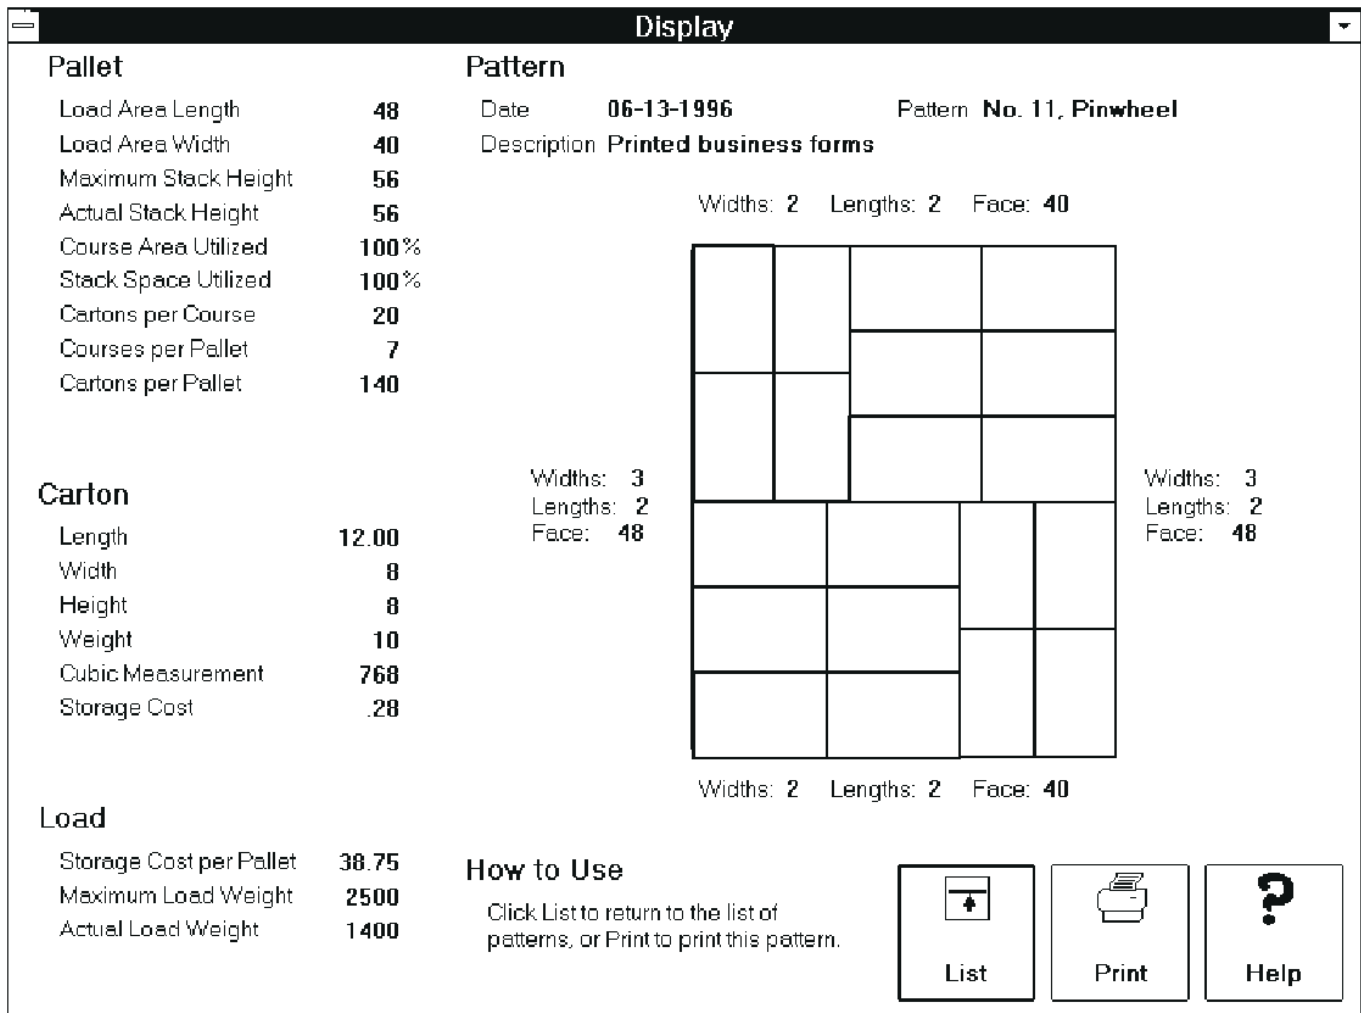 Display
Pallet
Load Area Length 48
Load Area Width 40
Maximum Stack Height 56
Actual Stack Height 56
Course Area Utilized 100%
Stack Space Utilized 100%
Cartons per Course 20
Courses per Pallet 7
Cartons per Pallet 140
Carton
Length 12.00
Width 8
Height 8
Weight 10
Cubic Measurement 768
Storage Cost .28
Load
Storage Cost per Pallet 38.75
Maximum Load Weight 2500
Actual Load Weight 1400
Pattern
Date 06-13-1996 Pattern No. 11, Pinwheel
Description Printed business forms
Widths: 2 Lengths: 2 Face: 40
Widths: 3
Lengths: 2
Face: 48
Widths: 3
Lengths: 2
Face: 48
Widths: 2 Lengths: 2 Face: 40
How to Use
Click List to return to the list of
patterns, or Print to print this pattern.
List
Print
?
Help